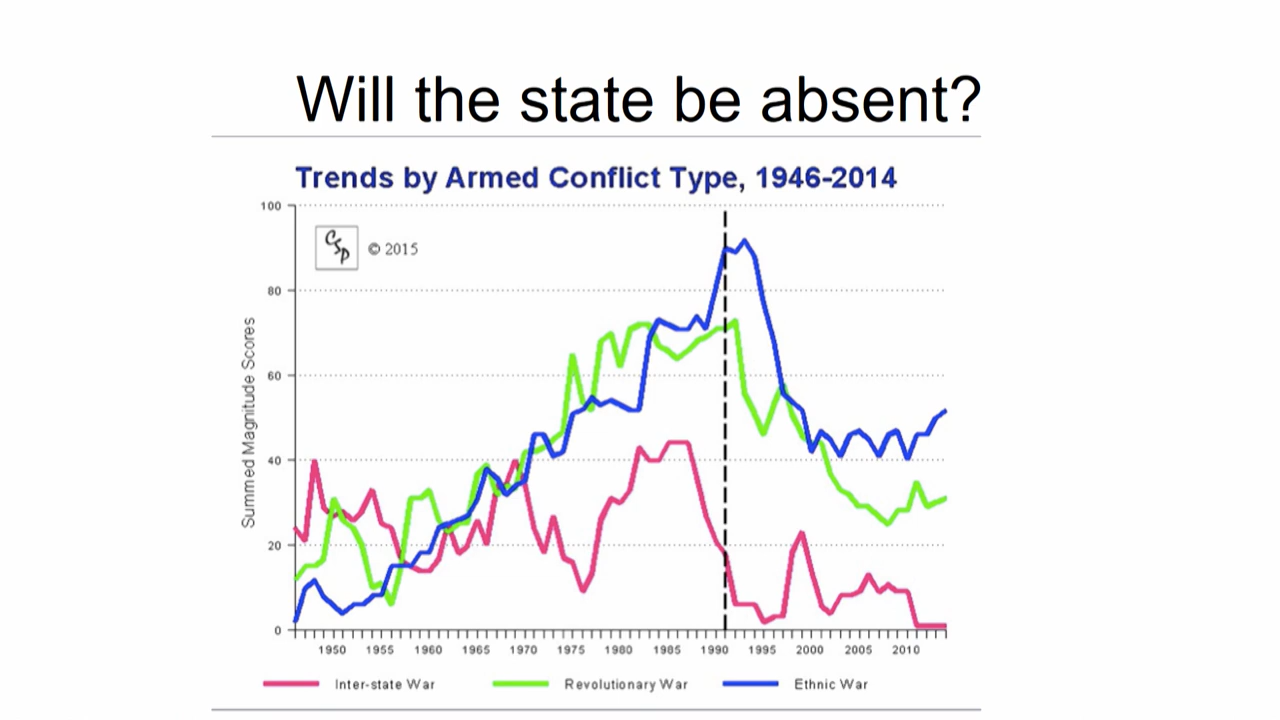 Will the state be absent?
Trends by Armed Conflict Type, 1946-2014
100
80
60
40
20
0
CSP © 2015
Summed Magnitude Scores
1950 1955 1960 1965 1970 1975 1980 1985 1990 1995 2000 2005 2010
Inter-state War Revolutionary War Ethnic War